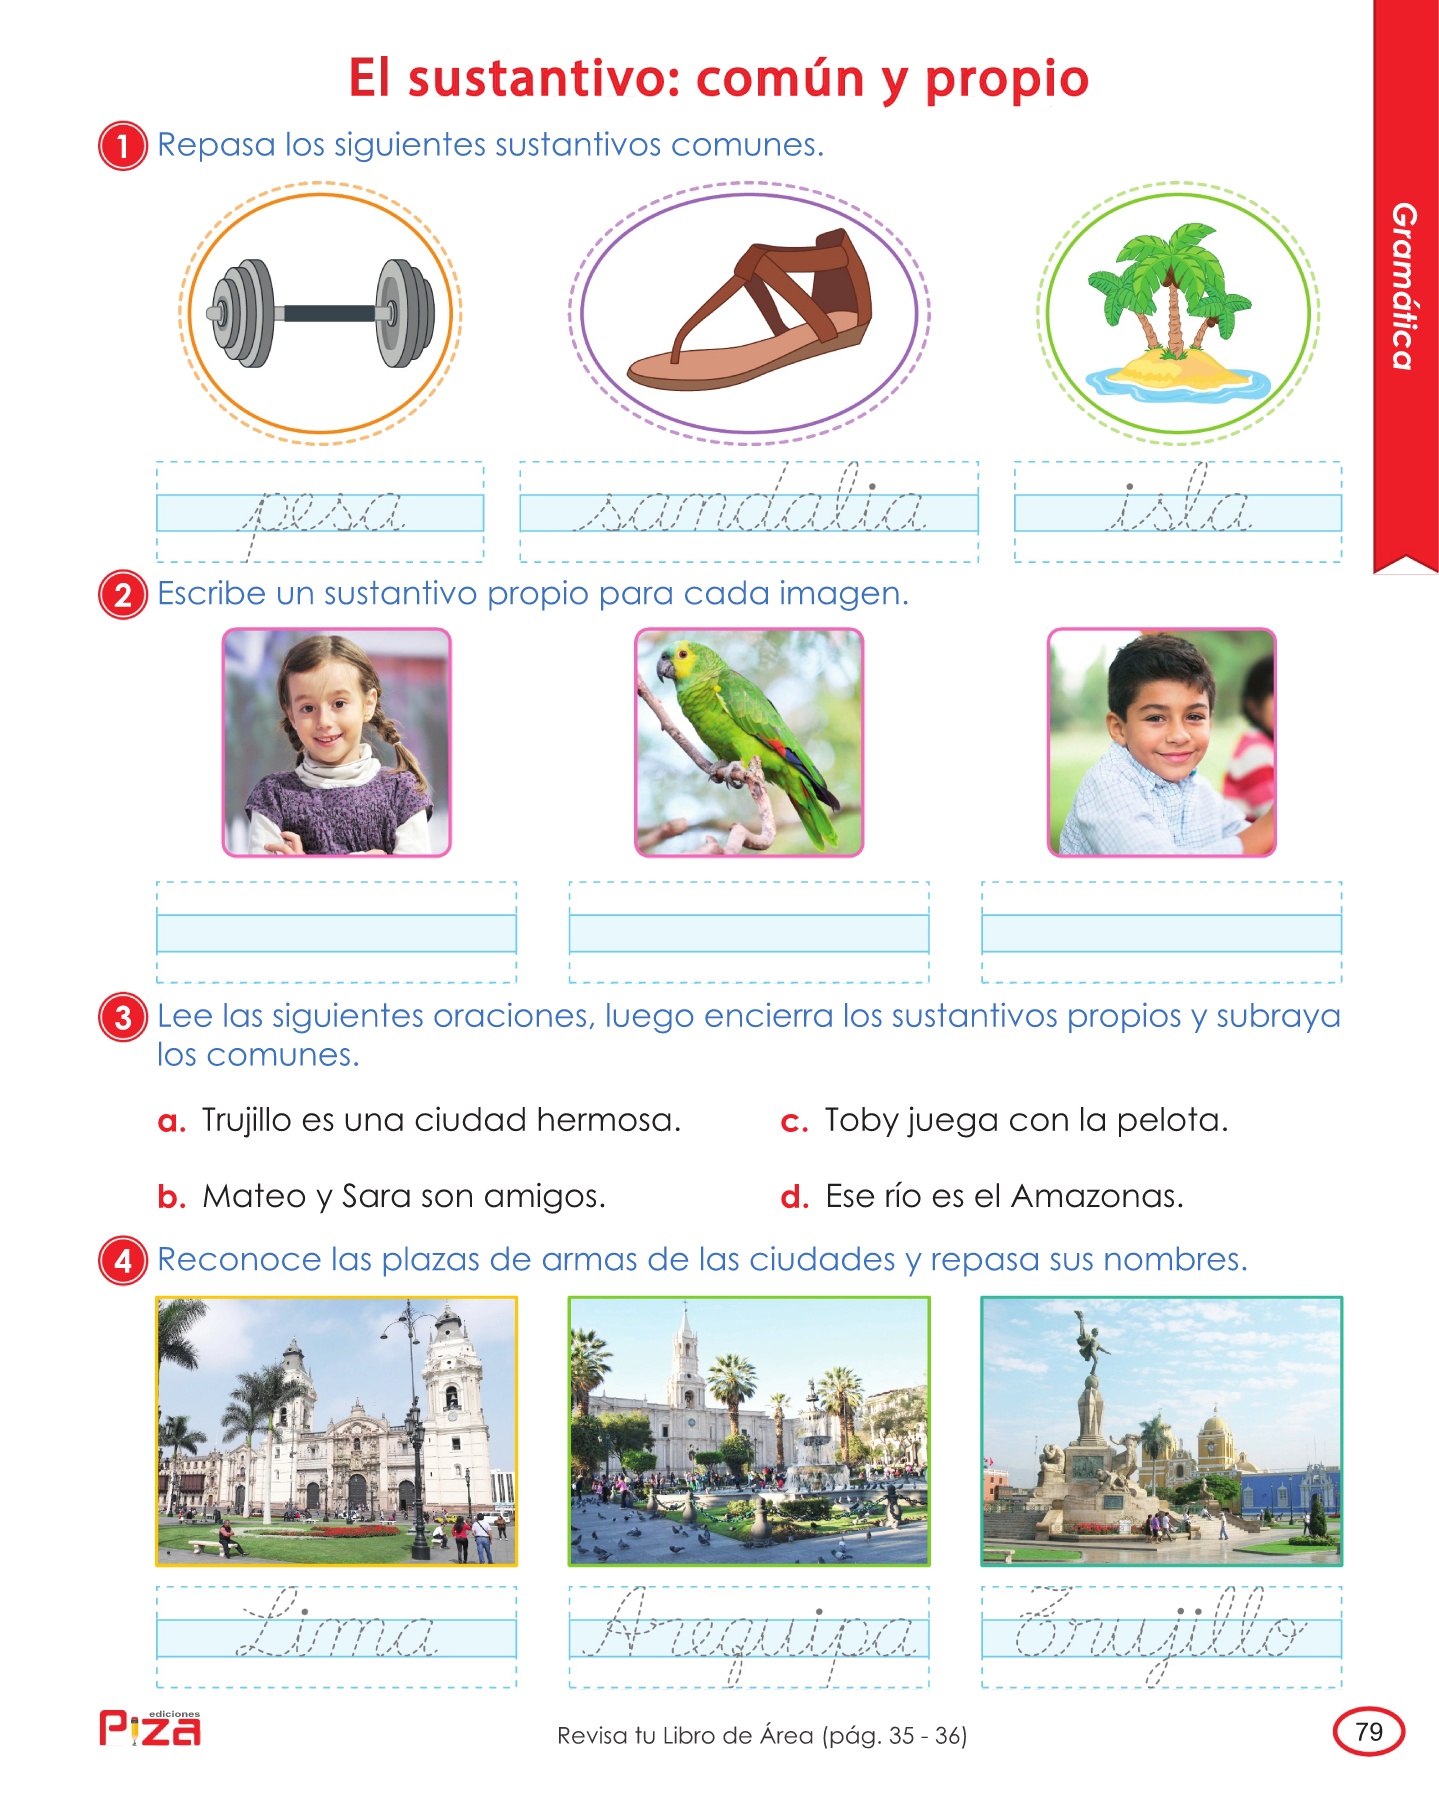 El sustantivo: común y propio
1 Repasa los siguientes sustantivos comunes.
Gramática
pesa sandalia isla
2 Escribe un sustantivo propio para cada imagen.
3 Lee las siguientes oraciones, luego encierra los sustantivos propios y subraya
los comunes.
a. Trujillo es una ciudad hermosa. c. Toby juega con la pelota.
b. Mateo y Sara son amigos. d. Ese río es el Amazonas.
4 Reconoce las plazas de armas de las ciudades y repasa sus nombres.
Lima Arequipa Trujillo
ediciones
Piza
Revisa tu Libro de Área (pág. 35 - 36)
79